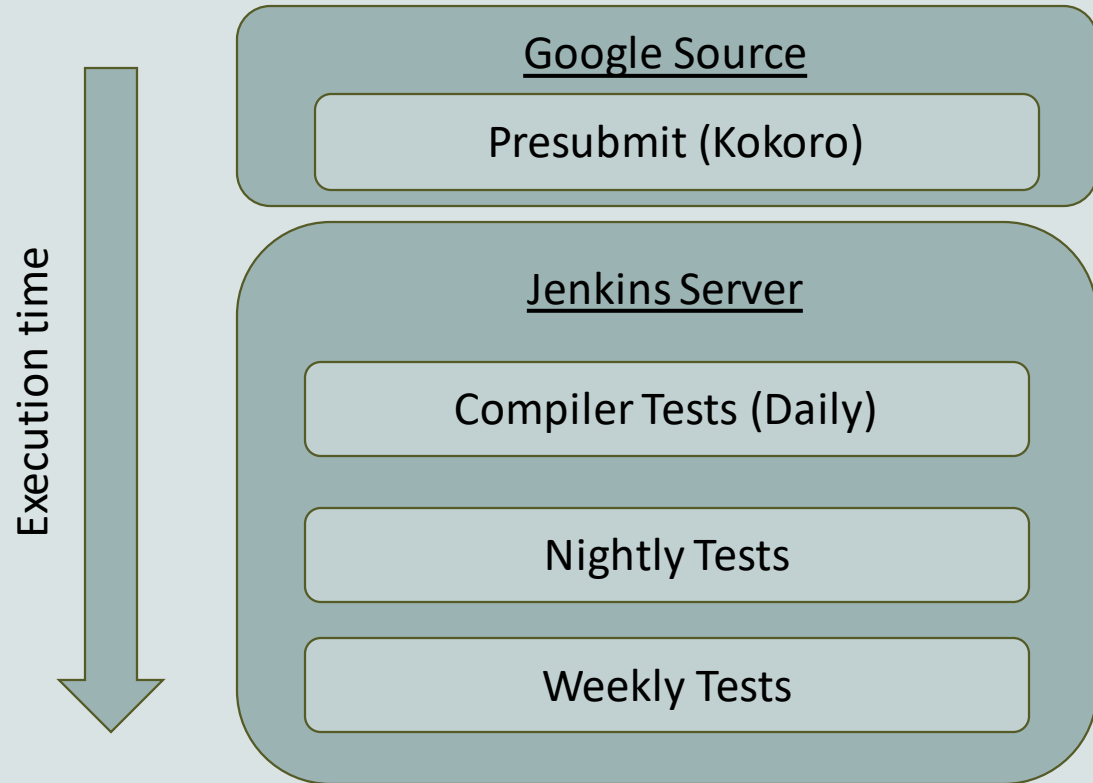 Google Source
Presubmit (Kokoro)
Execution time
Jenkins Server
Compiler Tests (Daily)
Nightly Tests
Weekly Tests